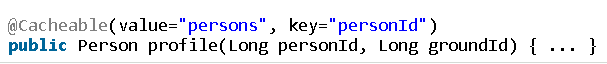 @Cacheable(value="persons", key="personId")
public Person profile(Long personId, Long groundId) { ... }